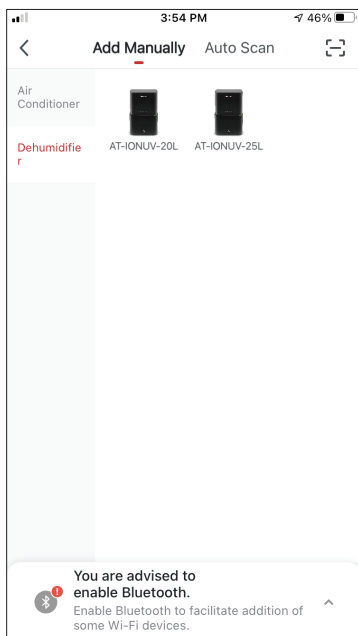 3:54 PM
46%
Add Manually Auto Scan
Air
Conditioner
Dehumidifie
r
AT-IONUV-20L AT-IONUV-25L
You are advised to
enable Bluetooth.
Enable Bluetooth to facilitate addition of
some Wi-Fi devices.